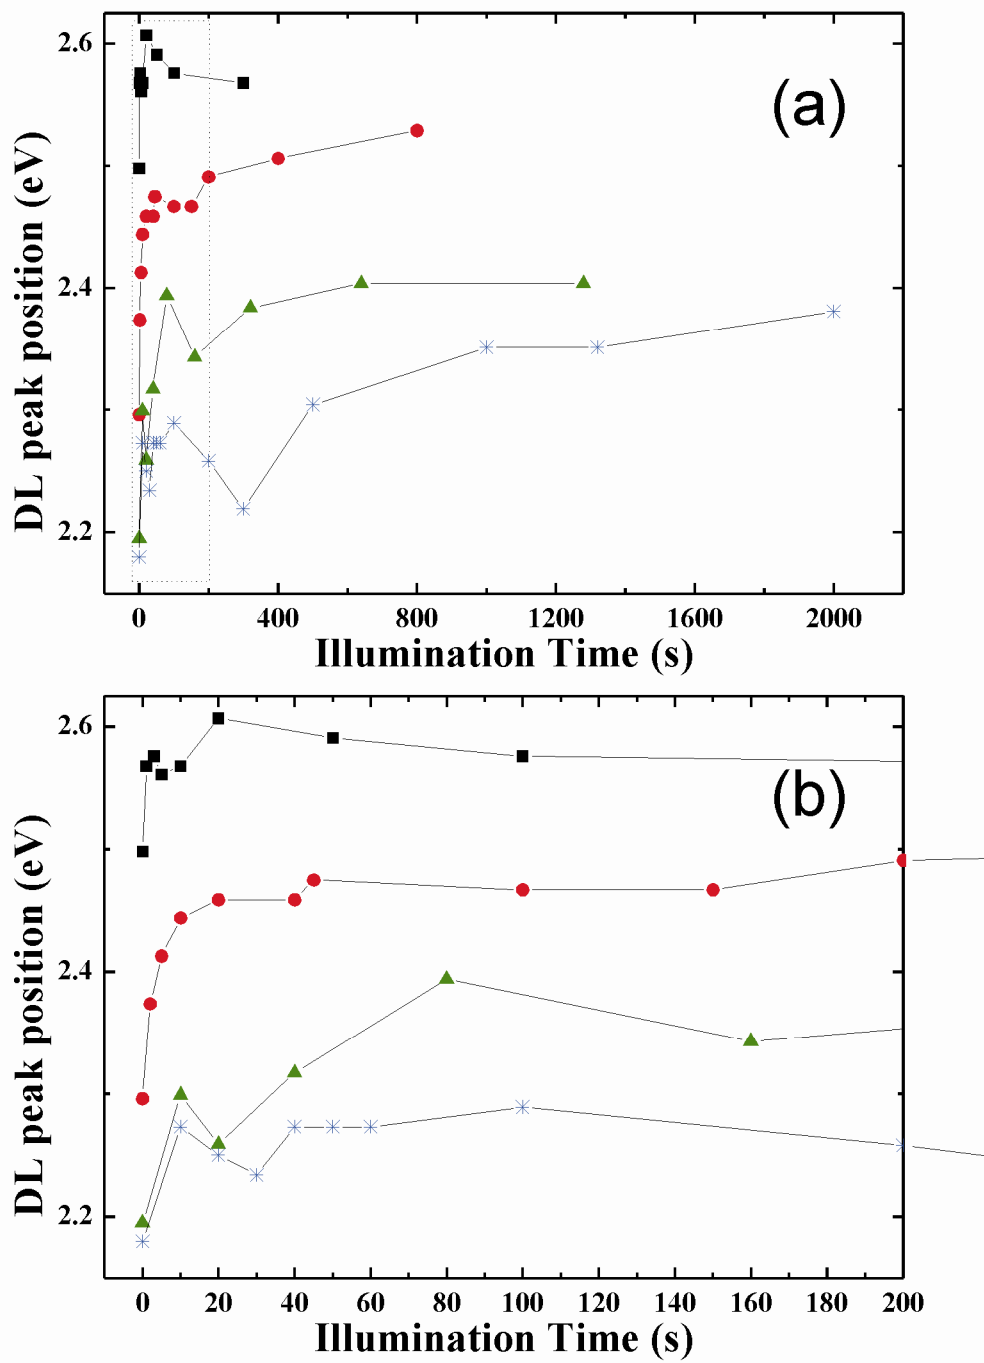 (a)
DL peak position (eV)
2.6
2.4
2.2
0 400 800 1200 1600 2000
Illumination Time (s)
(b)
DL peak position (eV)
2.6
2.4
2.2
0 20 40 60 80 100 120 140 160 180 200
Illumination Time (s)